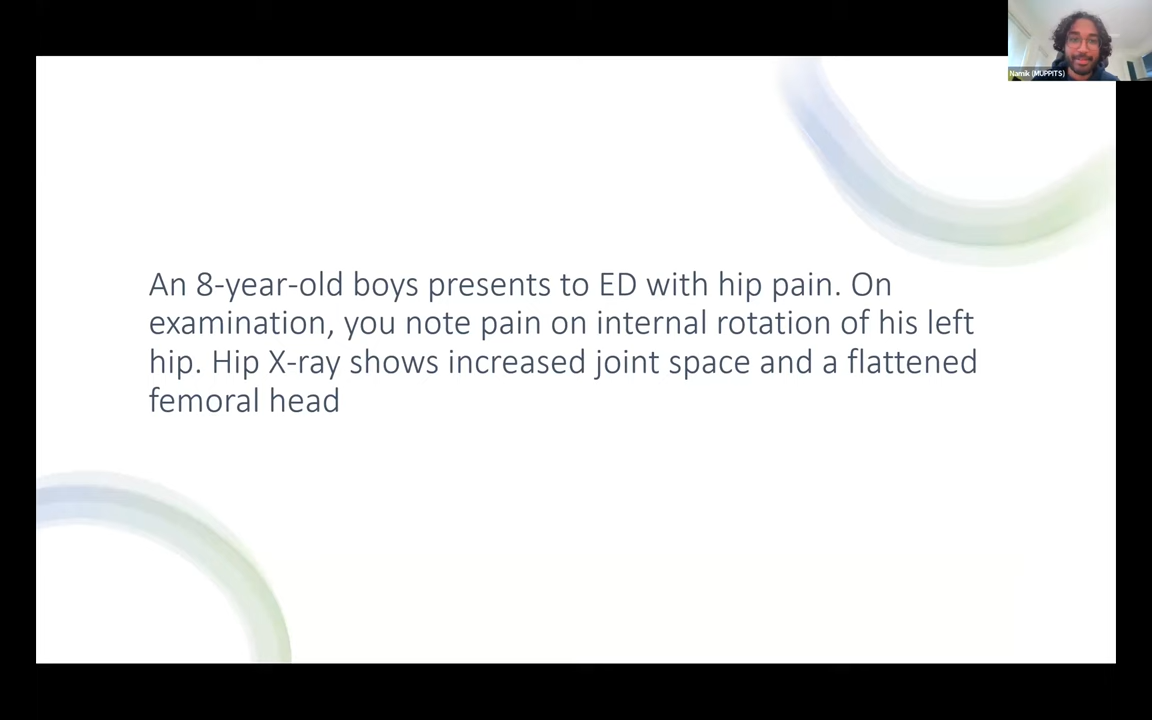 Namik (MUPPITS)
An 8-year-old boys presents to ED with hip pain. On
examination, you note pain on internal rotation of his left
hip. Hip X-ray shows increased joint space and a flattened
femoral head